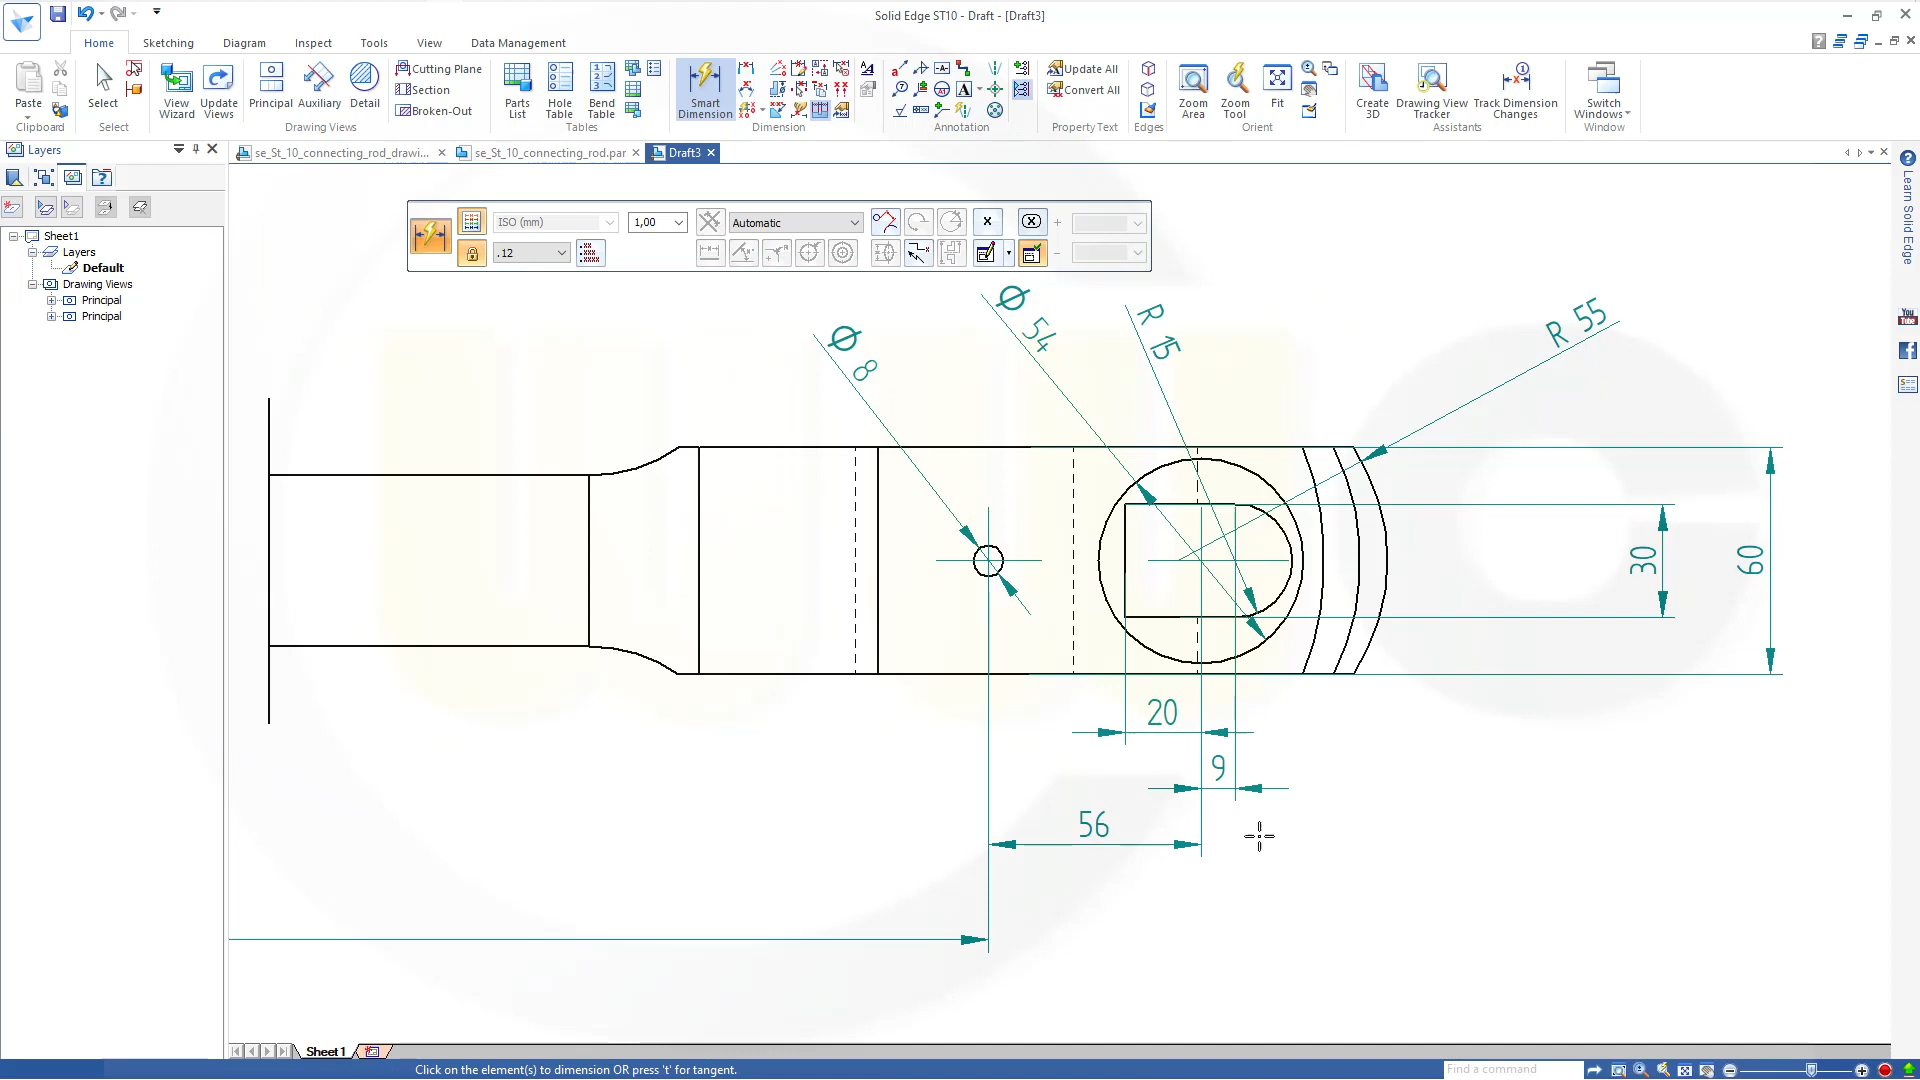 Solid Edge ST10 - Draft - [Draft3]
Home Sketching Diagram Inspect Tools View Data Management
Paste
Clipboard
Select
Select
View Wizard
Update Views
Principal
Auxiliary
Detail
Cutting Plane
Section
Broken-Out
Drawing Views
Parts List
Hole Table
Bend Table
Tables
Smart Dimension
Dimension
Annotation
Update All
Convert All
Property Text
Edges
Zoom Area
Zoom Tool
Fit
Orient
Create 3D
Drawing View Tracker
Track Dimension Changes
Assistants
Switch Windows
Window
Layers
se_St_10_connecting_rod_drawi...
se_St_10_connecting_rod.par
Draft3
Sheet1
Layers
Default
Drawing Views
Principal
Principal
ISO (mm)
1,00
Automatic
.12
Learn Solid Edge
You Tube
Ø 8
Ø 54
R 15
R 55
30
60
20
9
56
Sheet1
Click on the element(s) to dimension OR press 't' for tangent.
Find a command